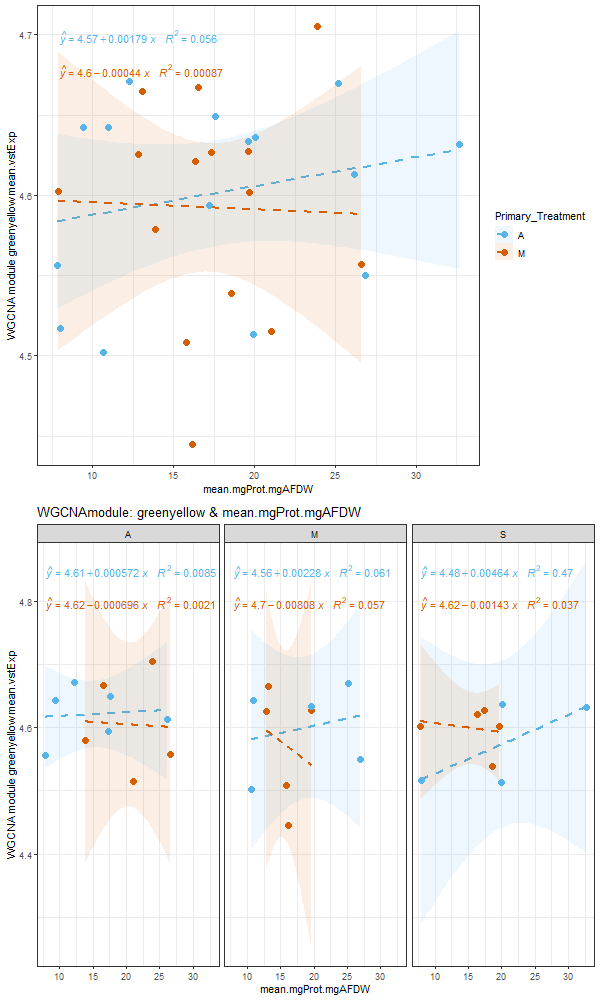 ŷ = 4.57 + 0.00179 x R² = 0.056
ŷ = 4.6 − 0.00044 x R² = 0.00087
4.7
4.6
4.5
WGCNA module greenyellowmean.vstExp
10 15 20 25 30
mean.mgProt.mgAFDW
Primary_Treatment
A
M
WGCNAmodule: greenyellow & mean.mgProt.mgAFDW
A M S
ŷ = 4.61 + 0.000572 x R² = 0.0085 ŷ = 4.56 + 0.00228 x R² = 0.061 ŷ = 4.48 + 0.00464 x R² = 0.47
ŷ = 4.62 − 0.000696 x R² = 0.0021 ŷ = 4.7 − 0.00808 x R² = 0.057 ŷ = 4.62 − 0.00143 x R² = 0.037
4.8
4.6
4.4
WGCNA module greenyellowmean.vstExp
10 15 20 25 30 10 15 20 25 30 10 15 20 25 30
mean.mgProt.mgAFDW